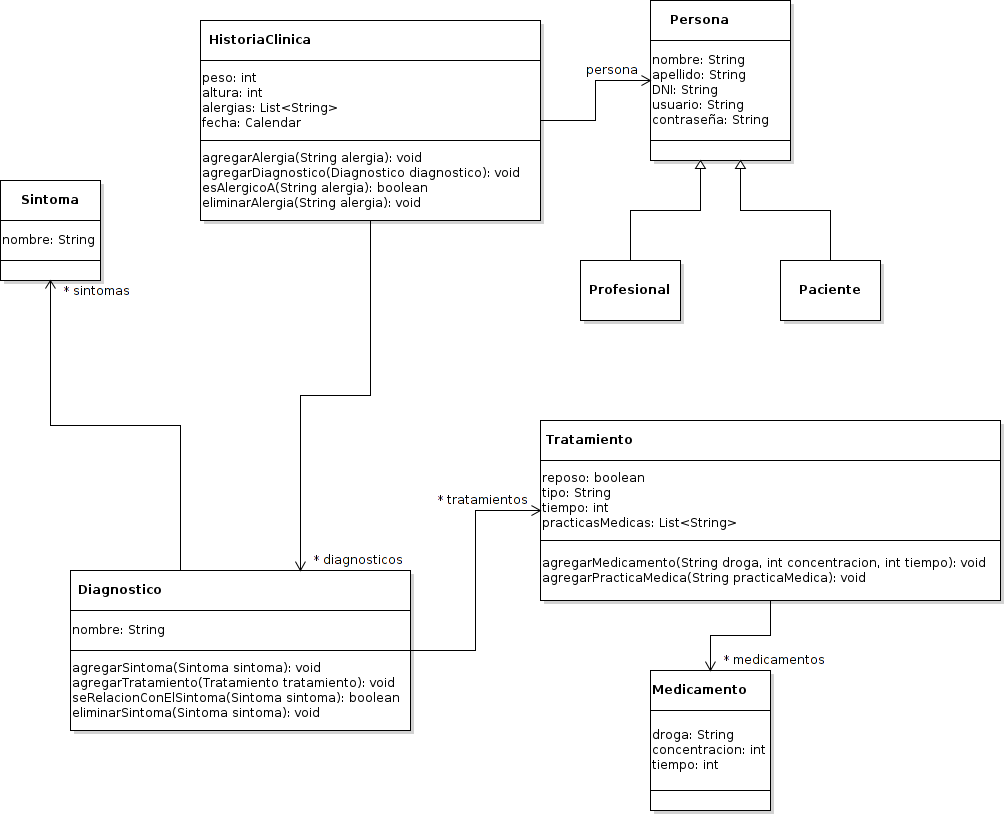 Persona
nombre: String
apellido: String
DNI: String
usuario: String
contraseña: String
HistoriaClinica
peso: int
altura: int
alergias: List<String>
fecha: Calendar
agregarAlergia(String alergia): void
agregarDiagnostico(Diagnostico diagnostico): void
esAlergicoA(String alergia): boolean
eliminarAlergia(String alergia): void
persona
Sintoma
nombre: String
* sintomas
Profesional
Paciente
Tratamiento
reposo: boolean
tipo: String
tiempo: int
practicasMedicas: List<String>
agregarMedicamento(String droga, int concentracion, int tiempo): void
agregarPracticaMedica(String practicaMedica): void
* tratamientos
* diagnosticos
Diagnostico
nombre: String
agregarSintoma(Sintoma sintoma): void
agregarTratamiento(Tratamiento tratamiento): void
seRelacionConElSintoma(Sintoma sintoma): boolean
eliminarSintoma(Sintoma sintoma): void
* medicamentos
Medicamento
droga: String
concentracion: int
tiempo: int